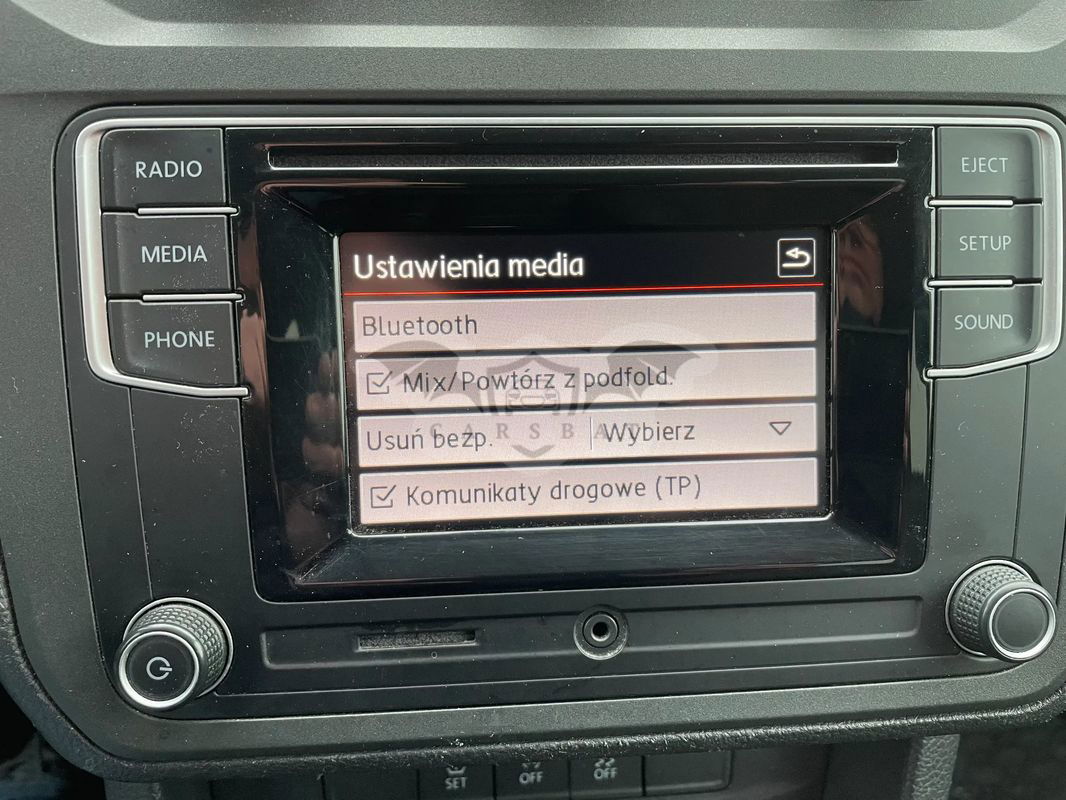 RADIO
EJECT
MEDIA
SETUP
PHONE
SOUND
Ustawienia media
Bluetooth
Mix/Powtórz z podfold.
Usuń bezp.
Wybierz
CARSBAT
Komunikaty drogowe (TP)
SET
OFF
OFF